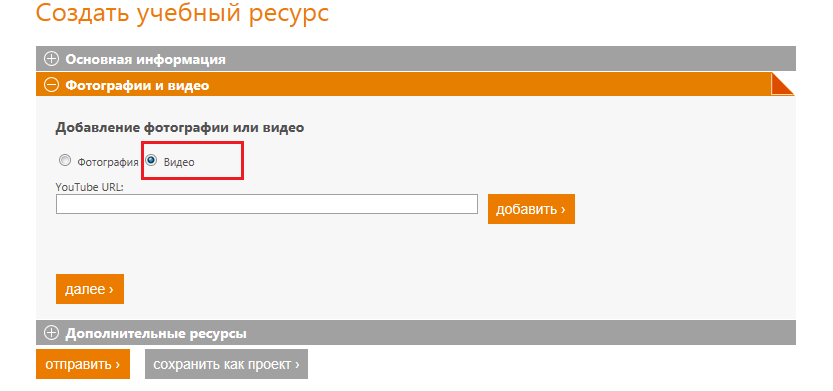 Создать учебный ресурс
Основная информация
Фотографии и видео
Добавление фотографии или видео
Фотография Видео
YouTube URL:
добавить ›
далее ›
Дополнительные ресурсы
отправить › сохранить как проект ›